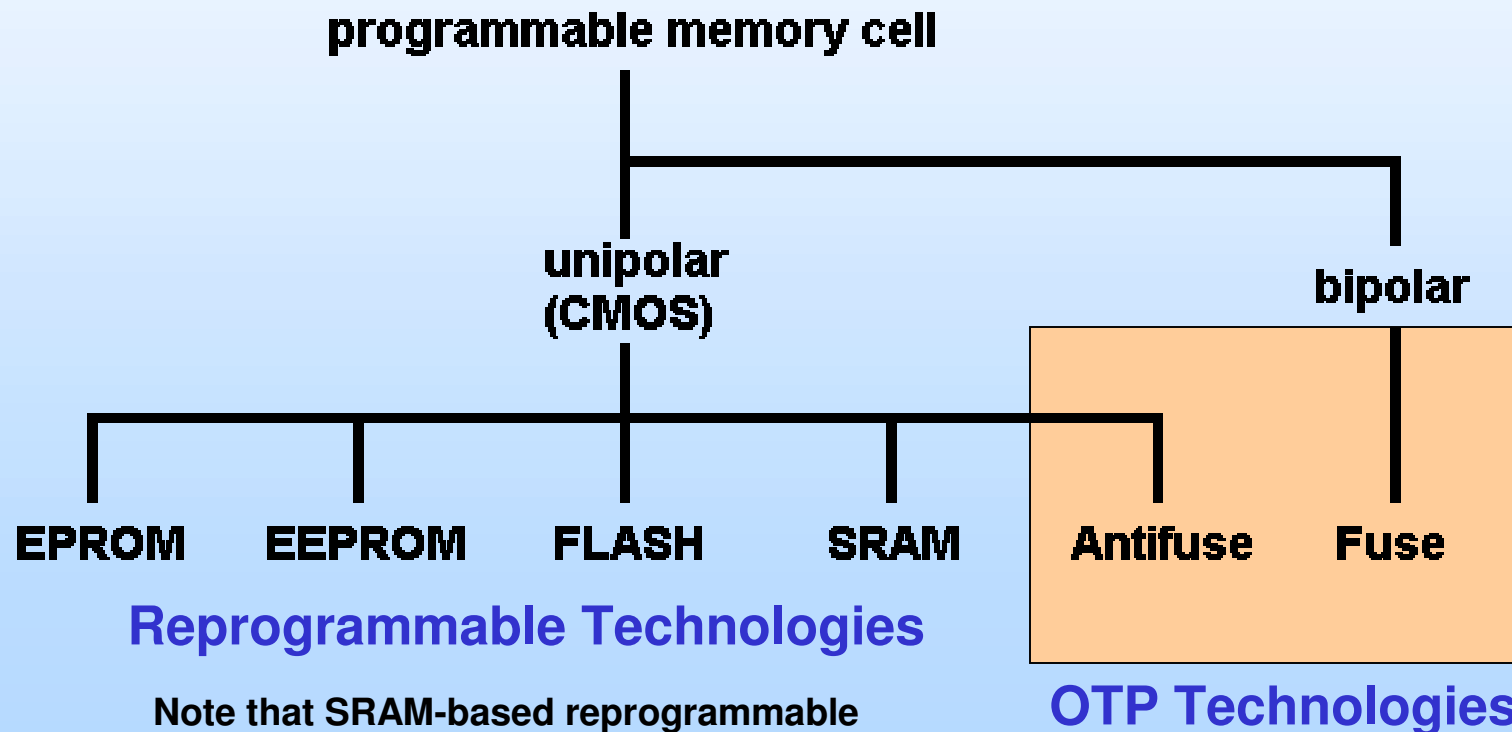 programmable memory cell
unipolar
(CMOS)
bipolar
EPROM EEPROM FLASH SRAM Antifuse Fuse
Reprogrammable Technologies
OTP Technologies
Note that SRAM-based reprogrammable